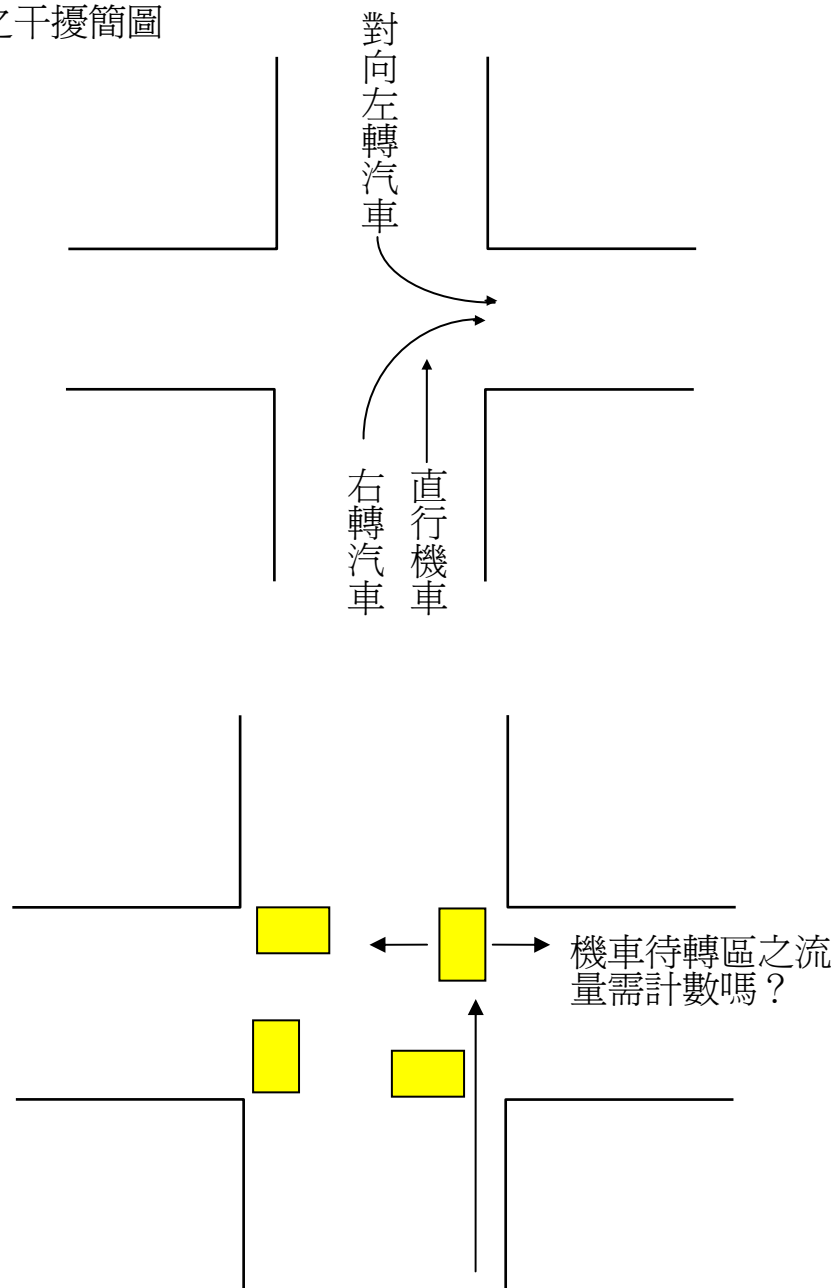 之干擾簡圖
對向左轉汽車
右轉汽車
直行機車
機車待轉區之流
量需計數嗎？